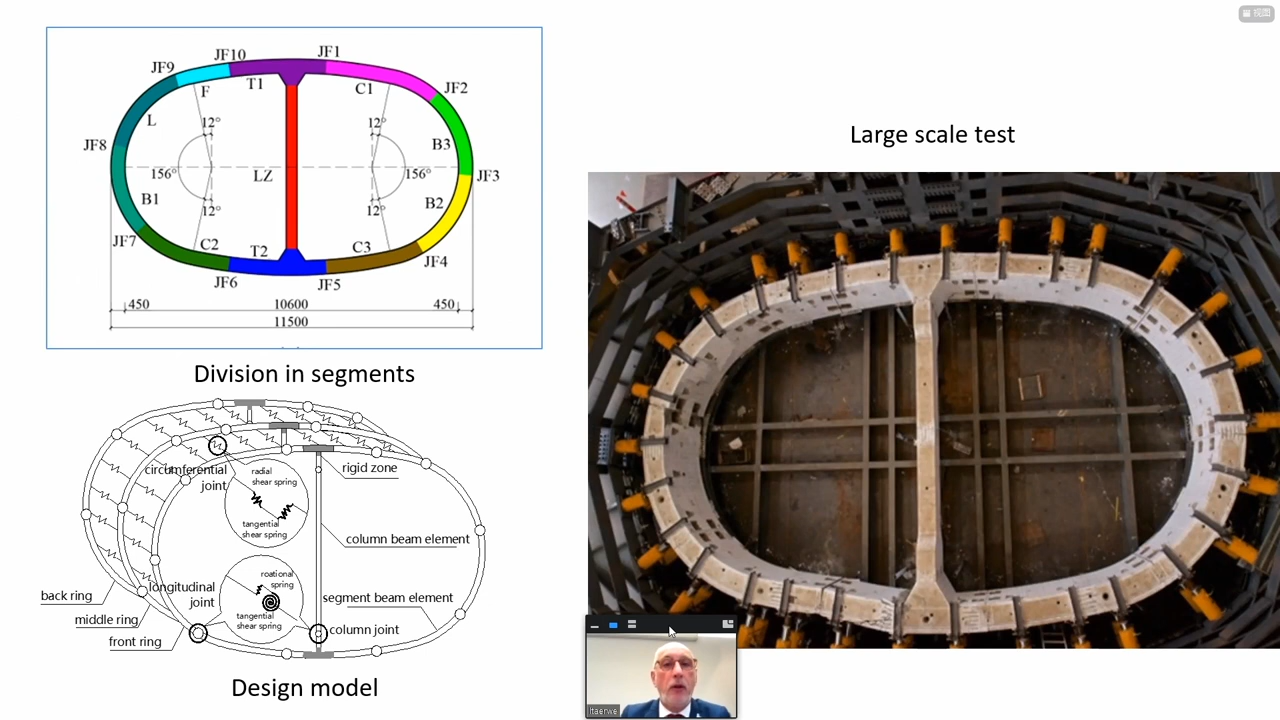 视图
JF10
JF1
JF9
T1
C1
F
JF2
L
12°
12°
JF8
B3
156°
LZ
156°
JF3
B1
B2
12°
12°
JF7
C2
T2
C3
JF4
JF6
JF5
450
10600
450
11500
Division in segments
Large scale test
circumferential
joint
radial
shear spring
tangential
shear spring
rigid zone
column beam element
longitudinal
joint
roational
spring
tangential
shear spring
segment beam element
column joint
back ring
middle ring
front ring
Design model
ltaerwe